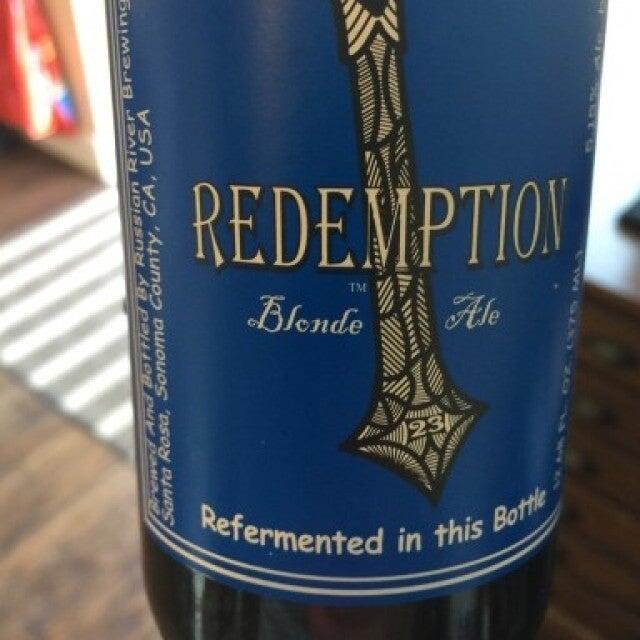 REDEMPTION
TM
Blonde Ale
23
Refermented in this Bottle
And Bottled By Russian River Brewing
Santa Rosa, Sonoma County, CA, USA